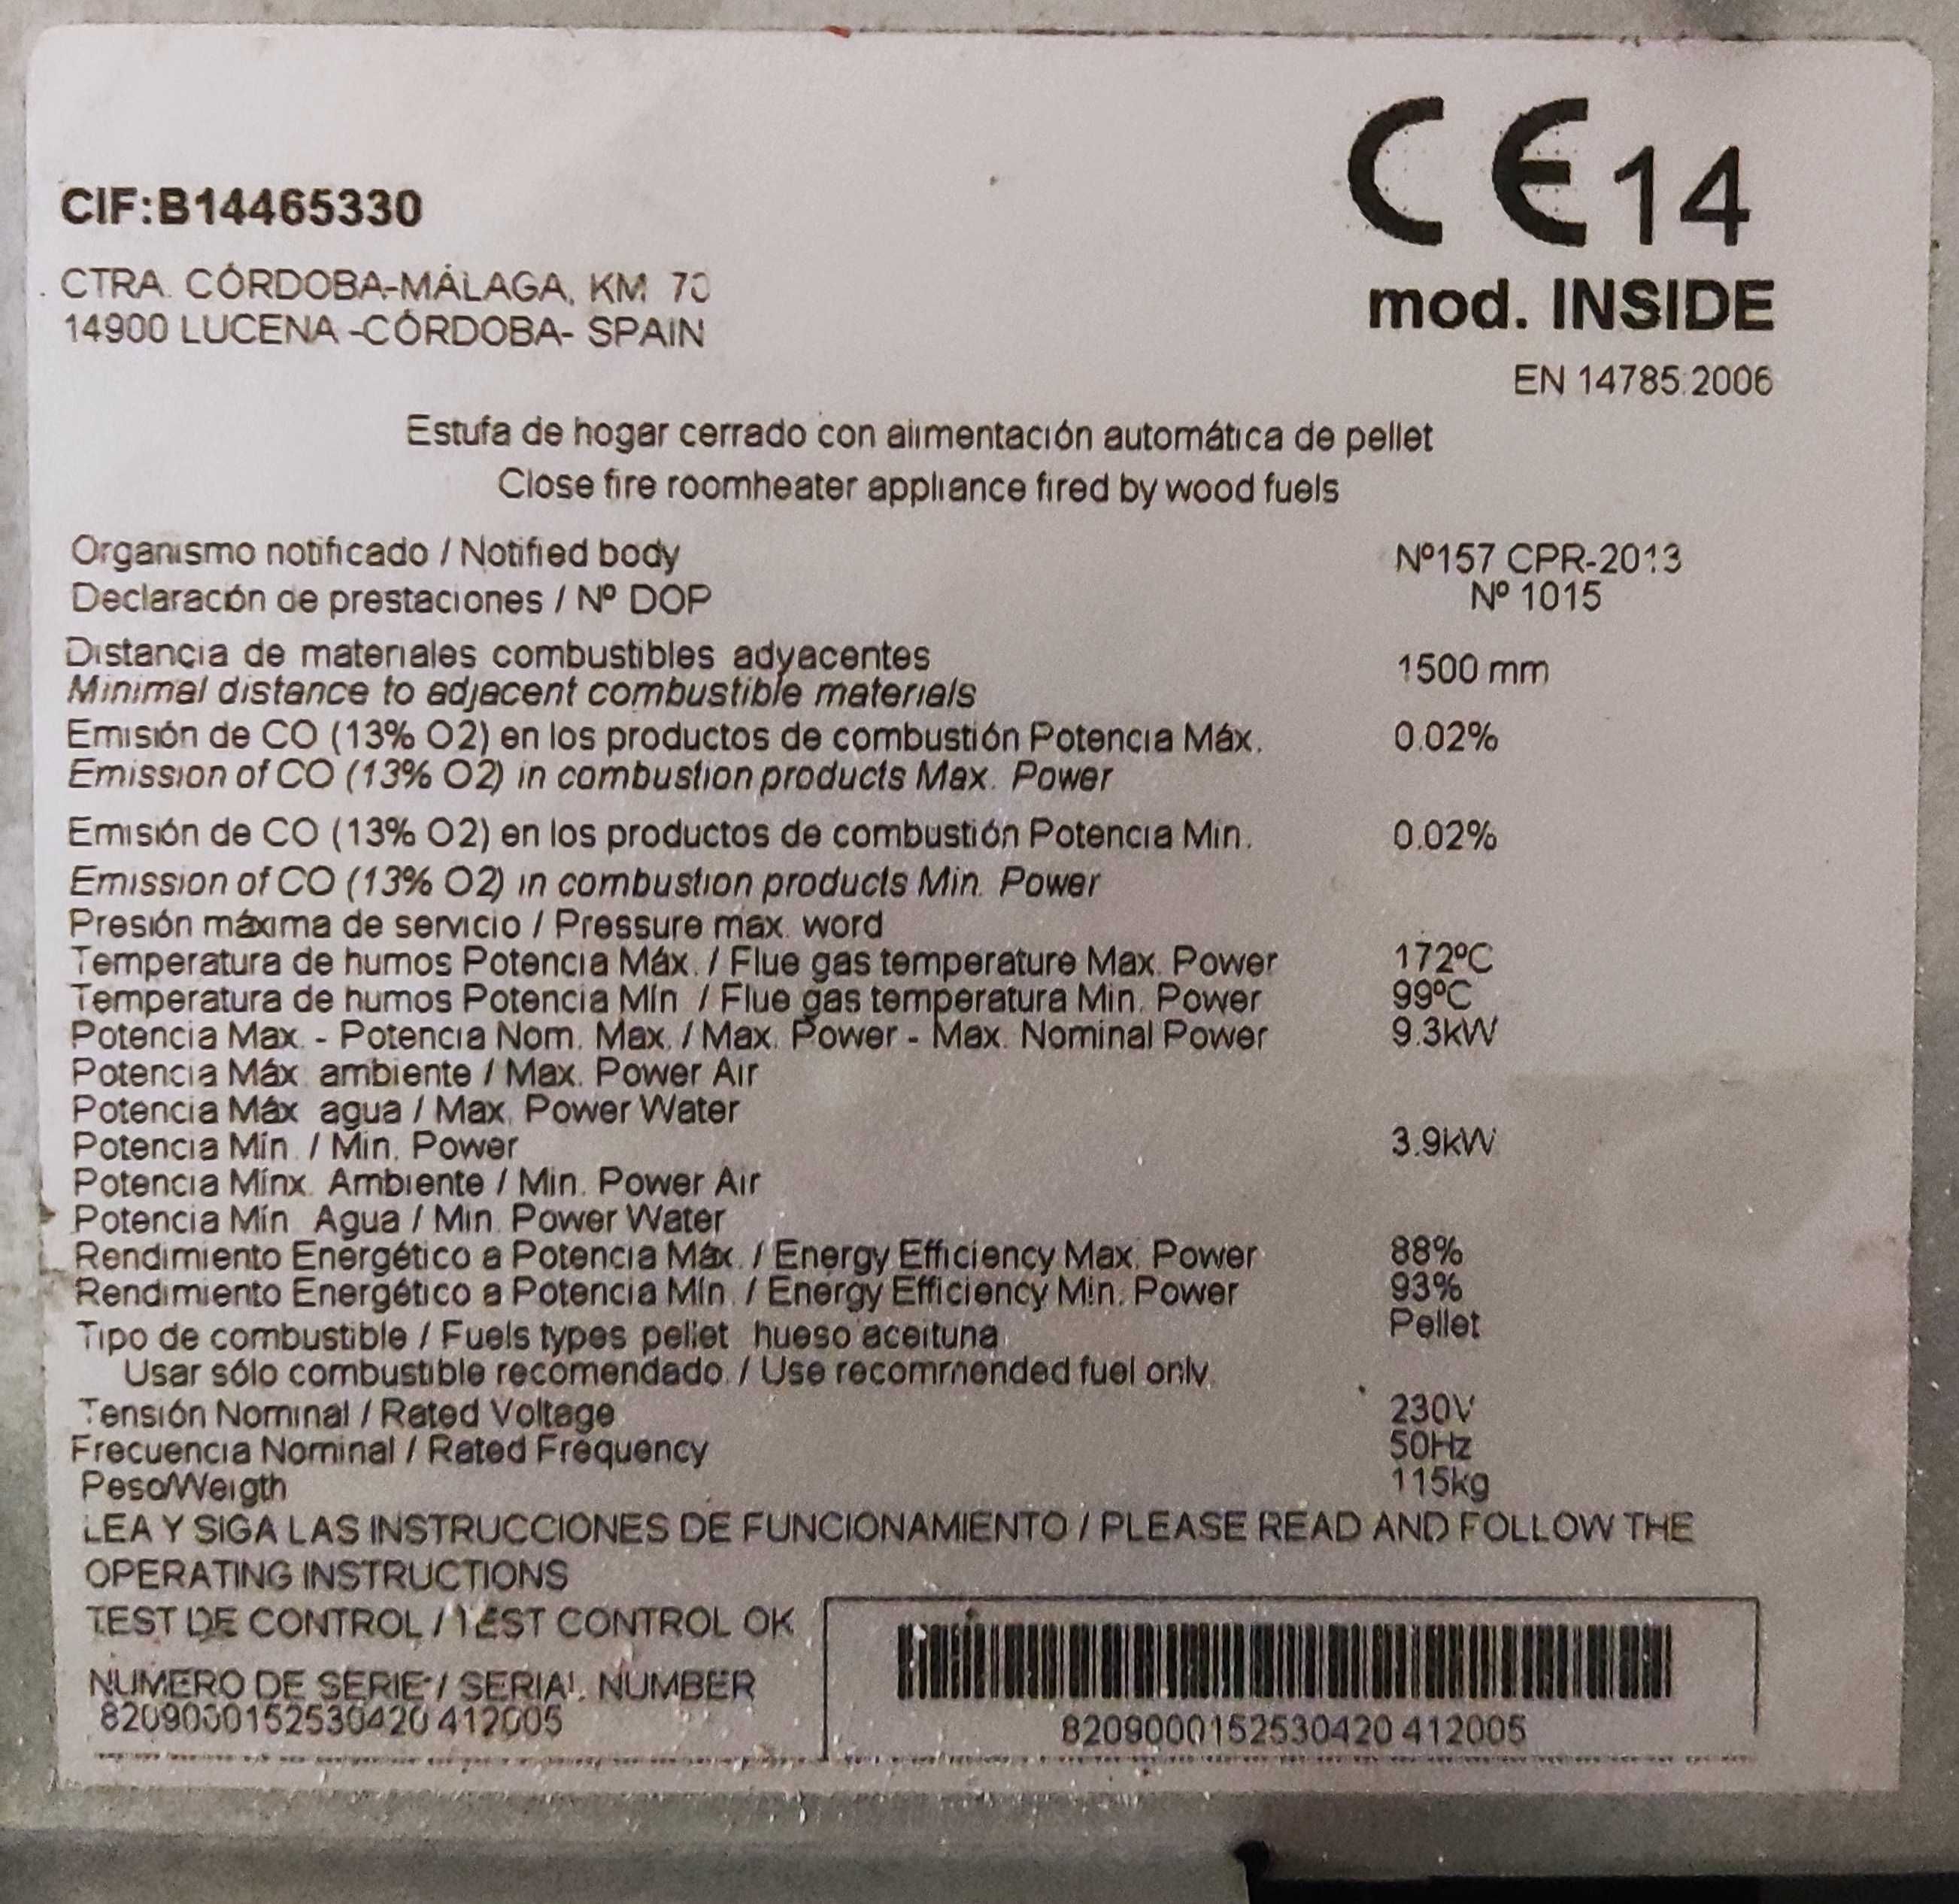 CE 14
CIF:B14465330
mod. INSIDE
CTRA. CÓRDOBA-MÁLAGA, KM
14900 LUCENA -CÓRDOBA- SPAIN
EN 14785:2006
Estufa de hogar cerrado con alimentación automática de pellet
Close fire roomheater appliance fired by wood fuels
Organismo notificado / Notified body Nº157 CPR-2013
Declaración de prestaciones / Nº DOP Nº 1015
Distancia de materiales combustibles adyacentes 1500 mm
Minimal distance to adjacent combustible materials
Emisión de CO (13% O2) en los productos de combustión Potencia Máx. 0.02%
Emission of CO (13% O2) in combustion products Max. Power
Emisión de CO (13% O2) en los productos de combustión Potencia Min. 0.02%
Emission of CO (13% O2) in combustion products Min. Power
Presión máxima de servicio / Pressure max. word
Temperatura de humos Potencia Máx. / Flue gas temperature Max. Power 172ºC
Temperatura de humos Potencia Mín. / Flue gas temperatura Min. Power 99ºC
Potencia Max. - Potencia Nom. Max. / Max. Power - Max. Nominal Power 9.3kW
Potencia Máx. ambiente / Max. Power Air
Potencia Máx. agua / Max. Power Water
Potencia Mín. / Min. Power 3.9kW
Potencia Mínx. Ambiente / Min. Power Air
Potencia Mín. Agua / Min. Power Water
Rendimiento Energético a Potencia Máx. / Energy Efficiency Max. Power 88%
Rendimiento Energético a Potencia Mín. / Energy Efficiency Min. Power 93%
Tipo de combustible / Fuels types pellet hueso aceituna Pellet
Usar sólo combustible recomendado. / Use recommended fuel only.
Tensión Nominal / Rated Voltage 230V
Frecuencia Nominal / Rated Frequency 50Hz
Peso/Weigth 115kg
LEA Y SIGA LAS INSTRUCCIONES DE FUNCIONAMIENTO / PLEASE READ AND FOLLOW THE
OPERATING INSTRUCTIONS
TEST DE CONTROL / TEST CONTROL OK
NUMERO DE SERIE / SERIAL NUMBER
8209000152530420 412005
8209000152530420 412005